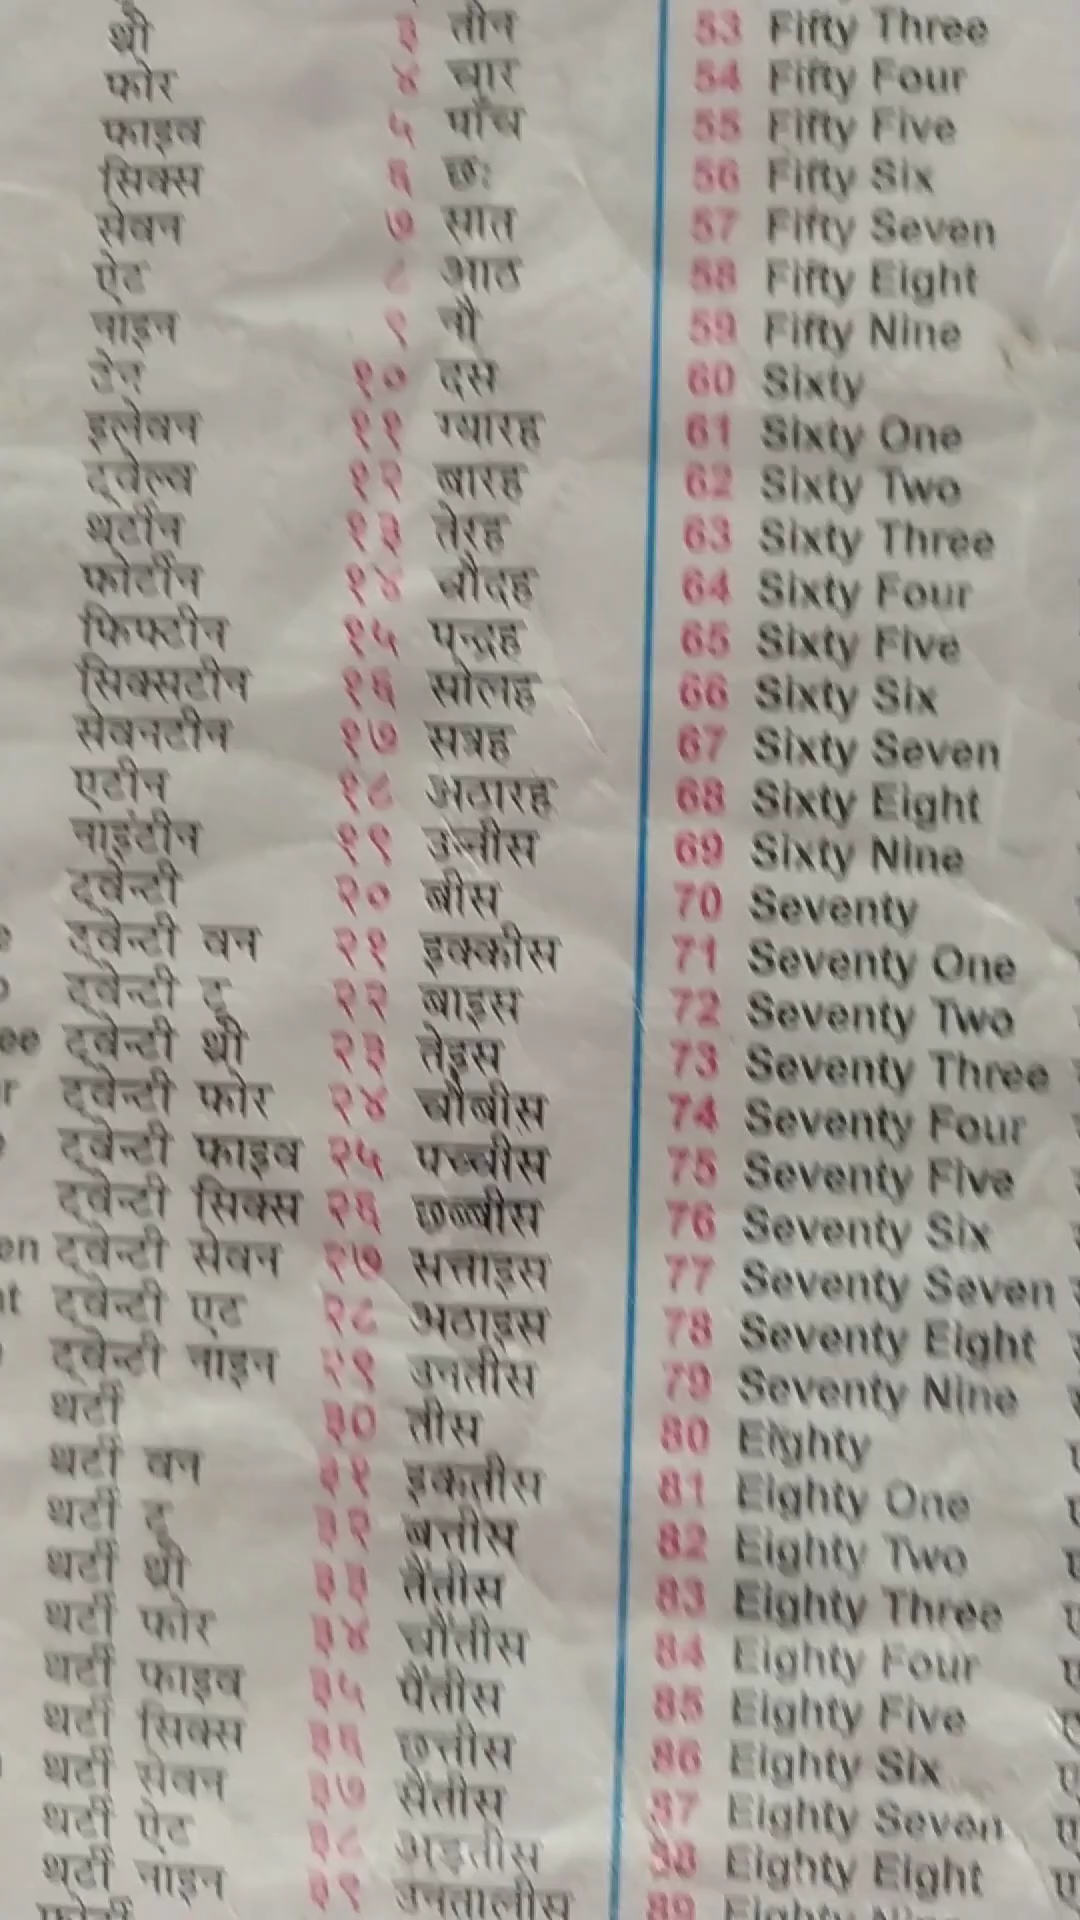 थ्री ३ तीन 53 Fifty Three
फोर ४ चार 54 Fifty Four
फाइव ५ पाँच 55 Fifty Five
सिक्स ६ छः 56 Fifty Six
सेवन ७ सात 57 Fifty Seven
ऐट ८ आठ 58 Fifty Eight
नाइन ९ नौ 59 Fifty Nine
टेन १० दस 60 Sixty
इलेवन ११ ग्यारह 61 Sixty One
ट्वेल्व १२ बारह 62 Sixty Two
थर्टीन १३ तेरह 63 Sixty Three
फोर्टीन १४ चौदह 64 Sixty Four
फिफ्टीन १५ पन्द्रह 65 Sixty Five
सिक्सटीन १६ सोलह 66 Sixty Six
सेवनटीन १७ सत्रह 67 Sixty Seven
एटीन १८ अठारह 68 Sixty Eight
नाइंटीन १९ उन्नीस 69 Sixty Nine
ट्वेन्टी २० बीस 70 Seventy
ट्वेन्टी वन २१ इक्कीस 71 Seventy One
ट्वेन्टी टू २२ बाइस 72 Seventy Two
ee ट्वेन्टी थ्री २३ तेइस 73 Seventy Three
r ट्वेन्टी फोर २४ चौबीस 74 Seventy Four
ट्वेन्टी फाइव २५ पच्चीस 75 Seventy Five
ट्वेन्टी सिक्स २६ छब्बीस 76 Seventy Six
en ट्वेन्टी सेवन २७ सत्ताइस 77 Seventy Seven
ht ट्वेन्टी एट २८ अठाइस 78 Seventy Eight
ट्वेन्टी नाइन २९ उनतीस 79 Seventy Nine
थर्टी ३० तीस 80 Eighty
थर्टी वन ३१ इकतीस 81 Eighty One
थर्टी टू ३२ बत्तीस 82 Eighty Two
थर्टी थ्री ३३ तैंतीस 83 Eighty Three
थर्टी फोर ३४ चौंतीस 84 Eighty Four
थर्टी फाइव ३५ पैंतीस 85 Eighty Five
थर्टी सिक्स ३६ छत्तीस 86 Eighty Six
थर्टी सेवन ३७ सैंतीस 87 Eighty Seven
थर्टी ऐट ३८ अड़तीस 88 Eighty Eight
थर्टी नाइन ३९ उनतालीस 89 Eighty Nine
फोर्टी